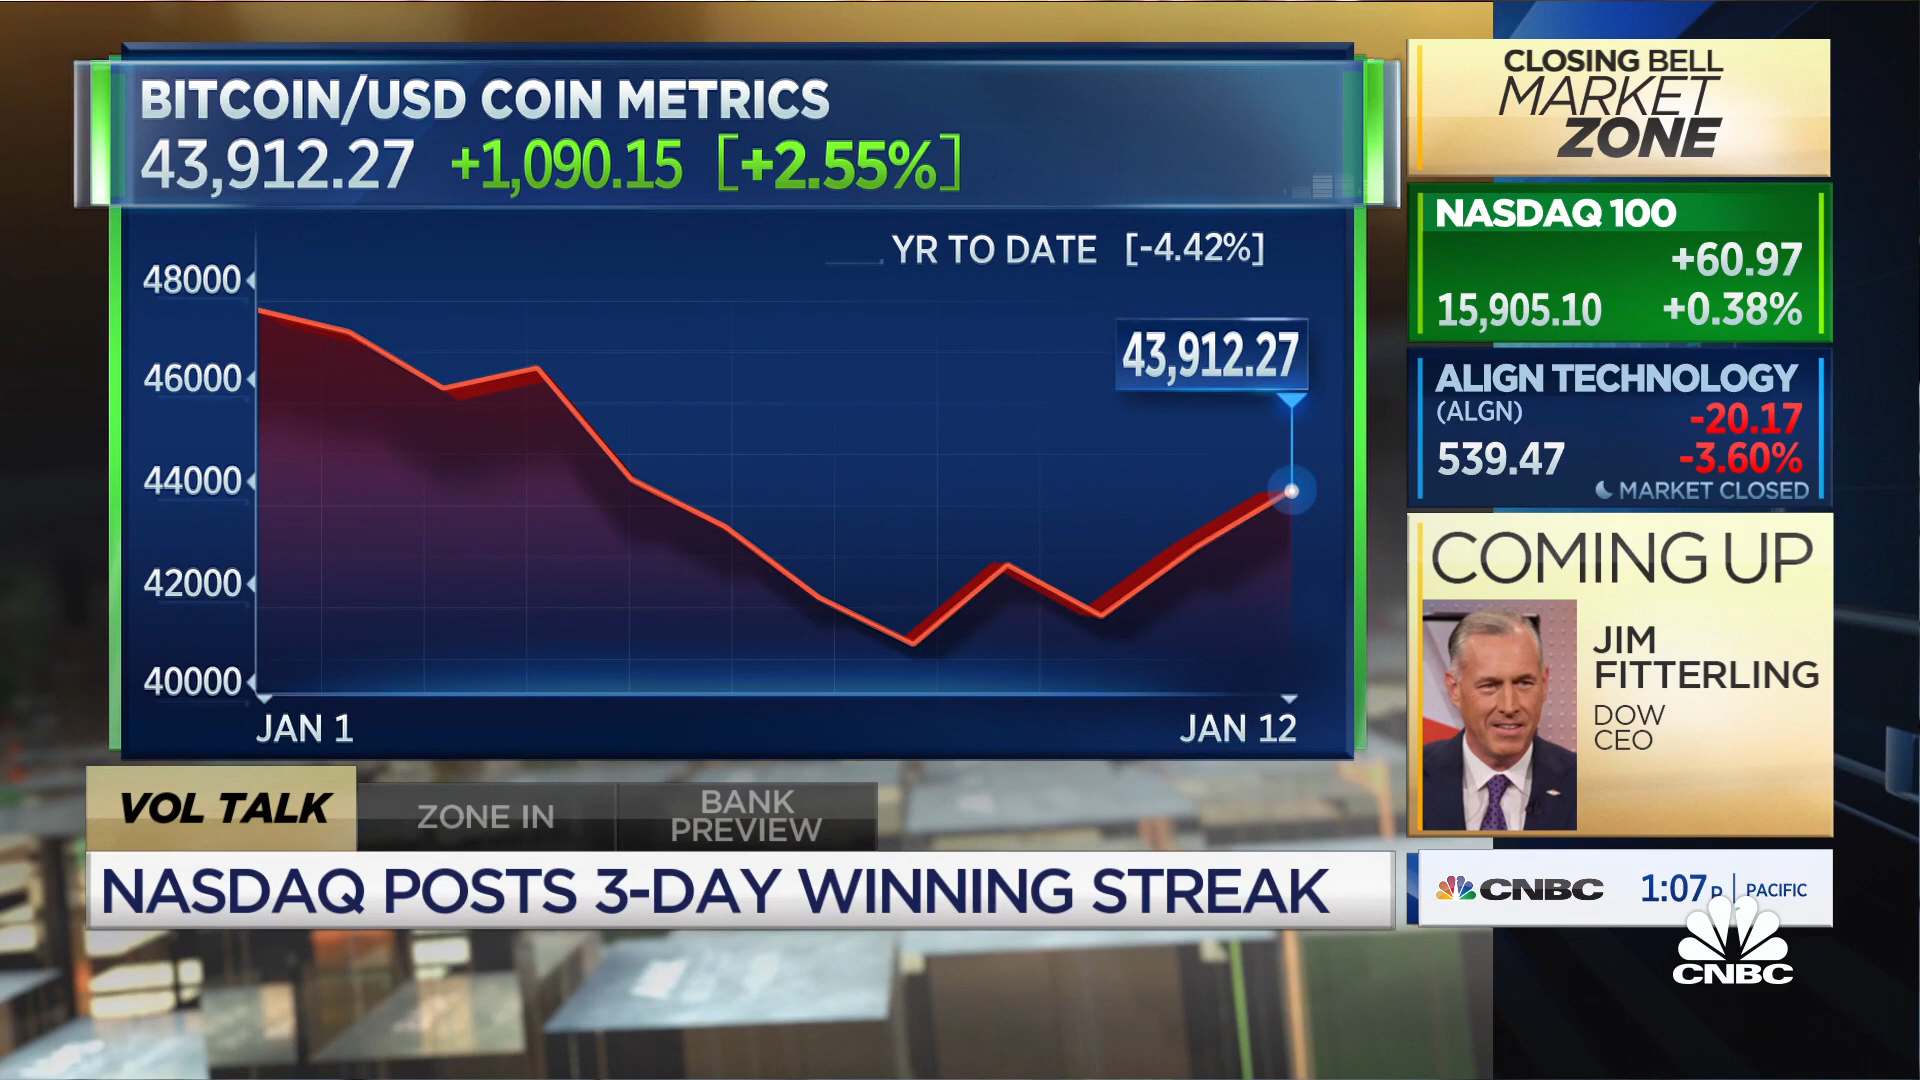 BITCOIN/USD COIN METRICS
43,912.27 +1,090.15 [+2.55%]
YR TO DATE [-4.42%]
48000
46000
44000
42000
40000
43,912.27
JAN 1
JAN 12
VOL TALK
ZONE IN
BANK
PREVIEW
NASDAQ POSTS 3-DAY WINNING STREAK
CLOSING BELL
MARKET
ZONE
NASDAQ 100
+60.97
15,905.10 +0.38%
ALIGN TECHNOLOGY
(ALGN)
-20.17
539.47 -3.60%
MARKET CLOSED
COMING UP
JIM
FITTERLING
DOW
CEO
CNBC 1:07P PACIFIC
CNBC